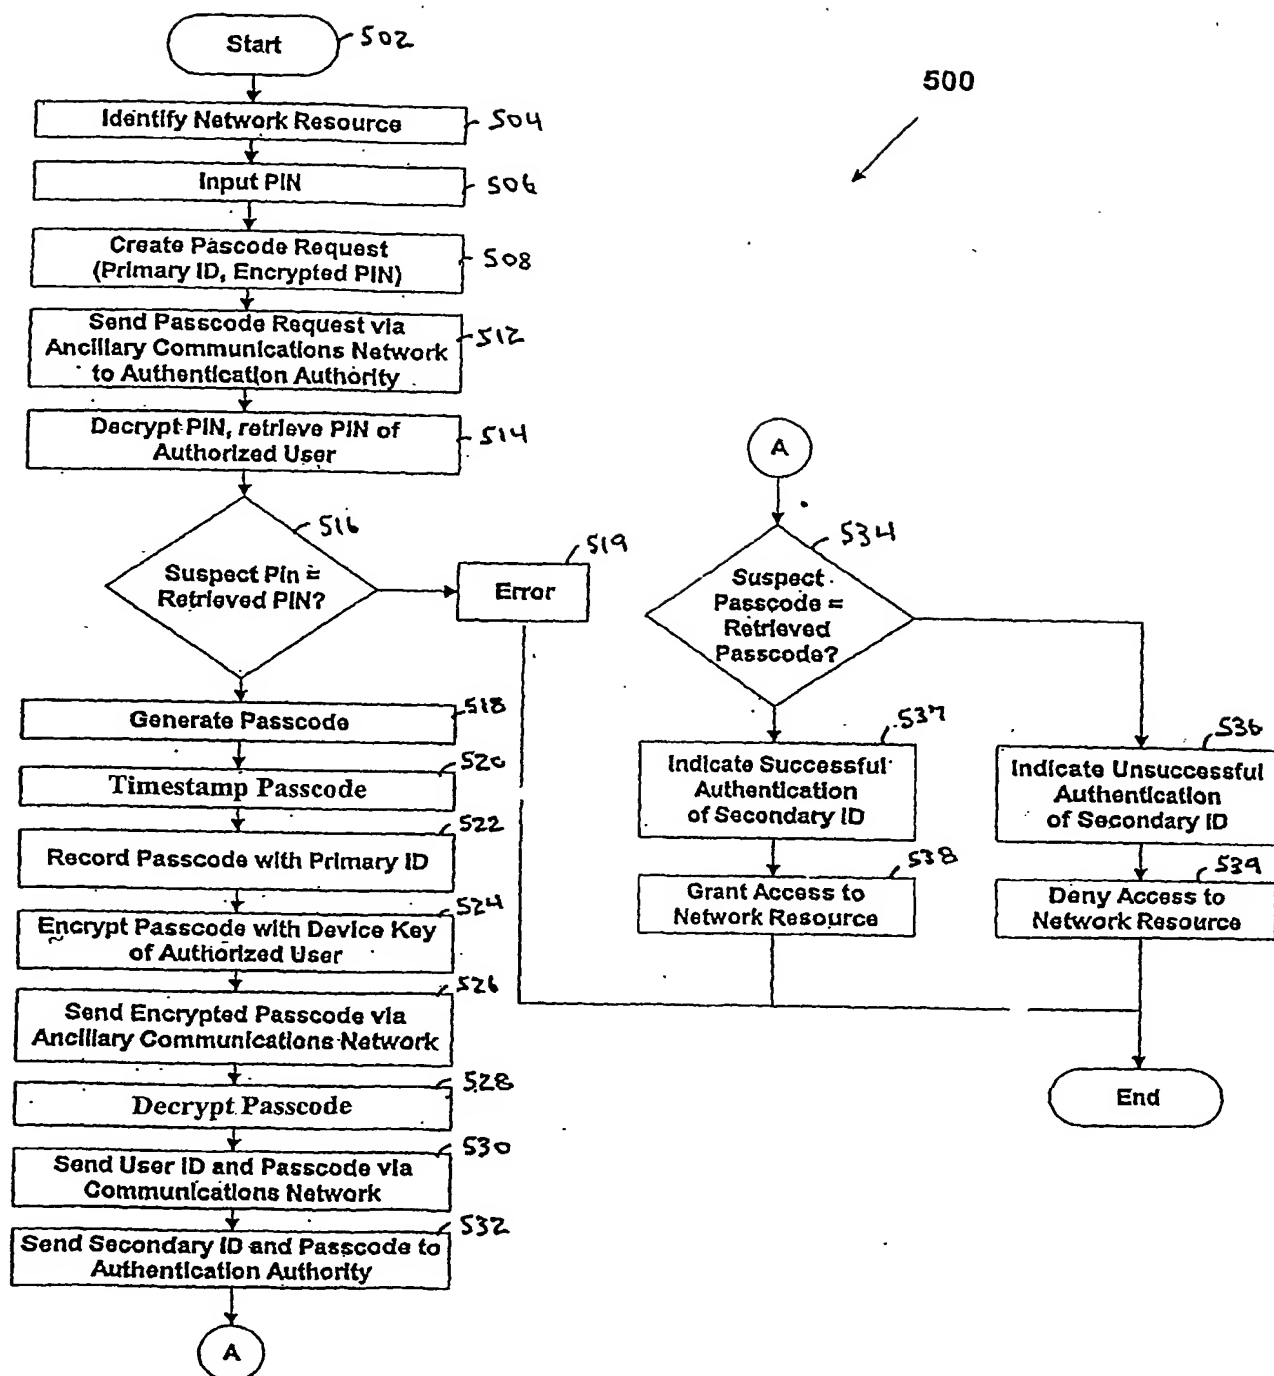 Start
502
500
Identify Network Resource
504
Input PIN
506
Create Passcode Request
(Primary ID, Encrypted PIN)
508
Send Passcode Request via
Ancillary Communications Network
to Authentication Authority
512
Decrypt PIN, retrieve PIN of
Authorized User
514
516
Suspect Pin =
Retrieved PIN?
519
Error
518
Generate Passcode
520
Timestamp Passcode
522
Record Passcode with Primary ID
524
Encrypt Passcode with Device Key
of Authorized User
526
Send Encrypted Passcode via
Ancillary Communications Network
528
Decrypt Passcode
530
Send User ID and Passcode via
Communications Network
532
Send Secondary ID and Passcode to
Authentication Authority
A
A
534
Suspect
Passcode =
Retrieved
Passcode?
537
Indicate Successful
Authentication
of Secondary ID
536
Indicate Unsuccessful
Authentication
of Secondary ID
538
Grant Access to
Network Resource
539
Deny Access to
Network Resource
End